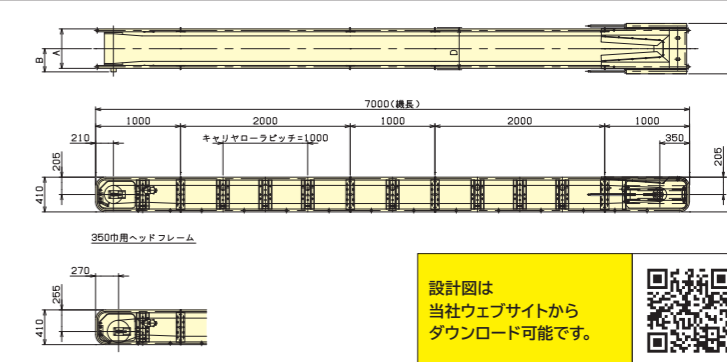 A
B
D
7000(機長)
1000
2000
1000
2000
1000
210
キャリヤローラピッチ=1000
350
205
410
205
350巾用ヘッドフレーム
270
255
410
設計図は
当社ウェブサイトから
ダウンロード可能です。